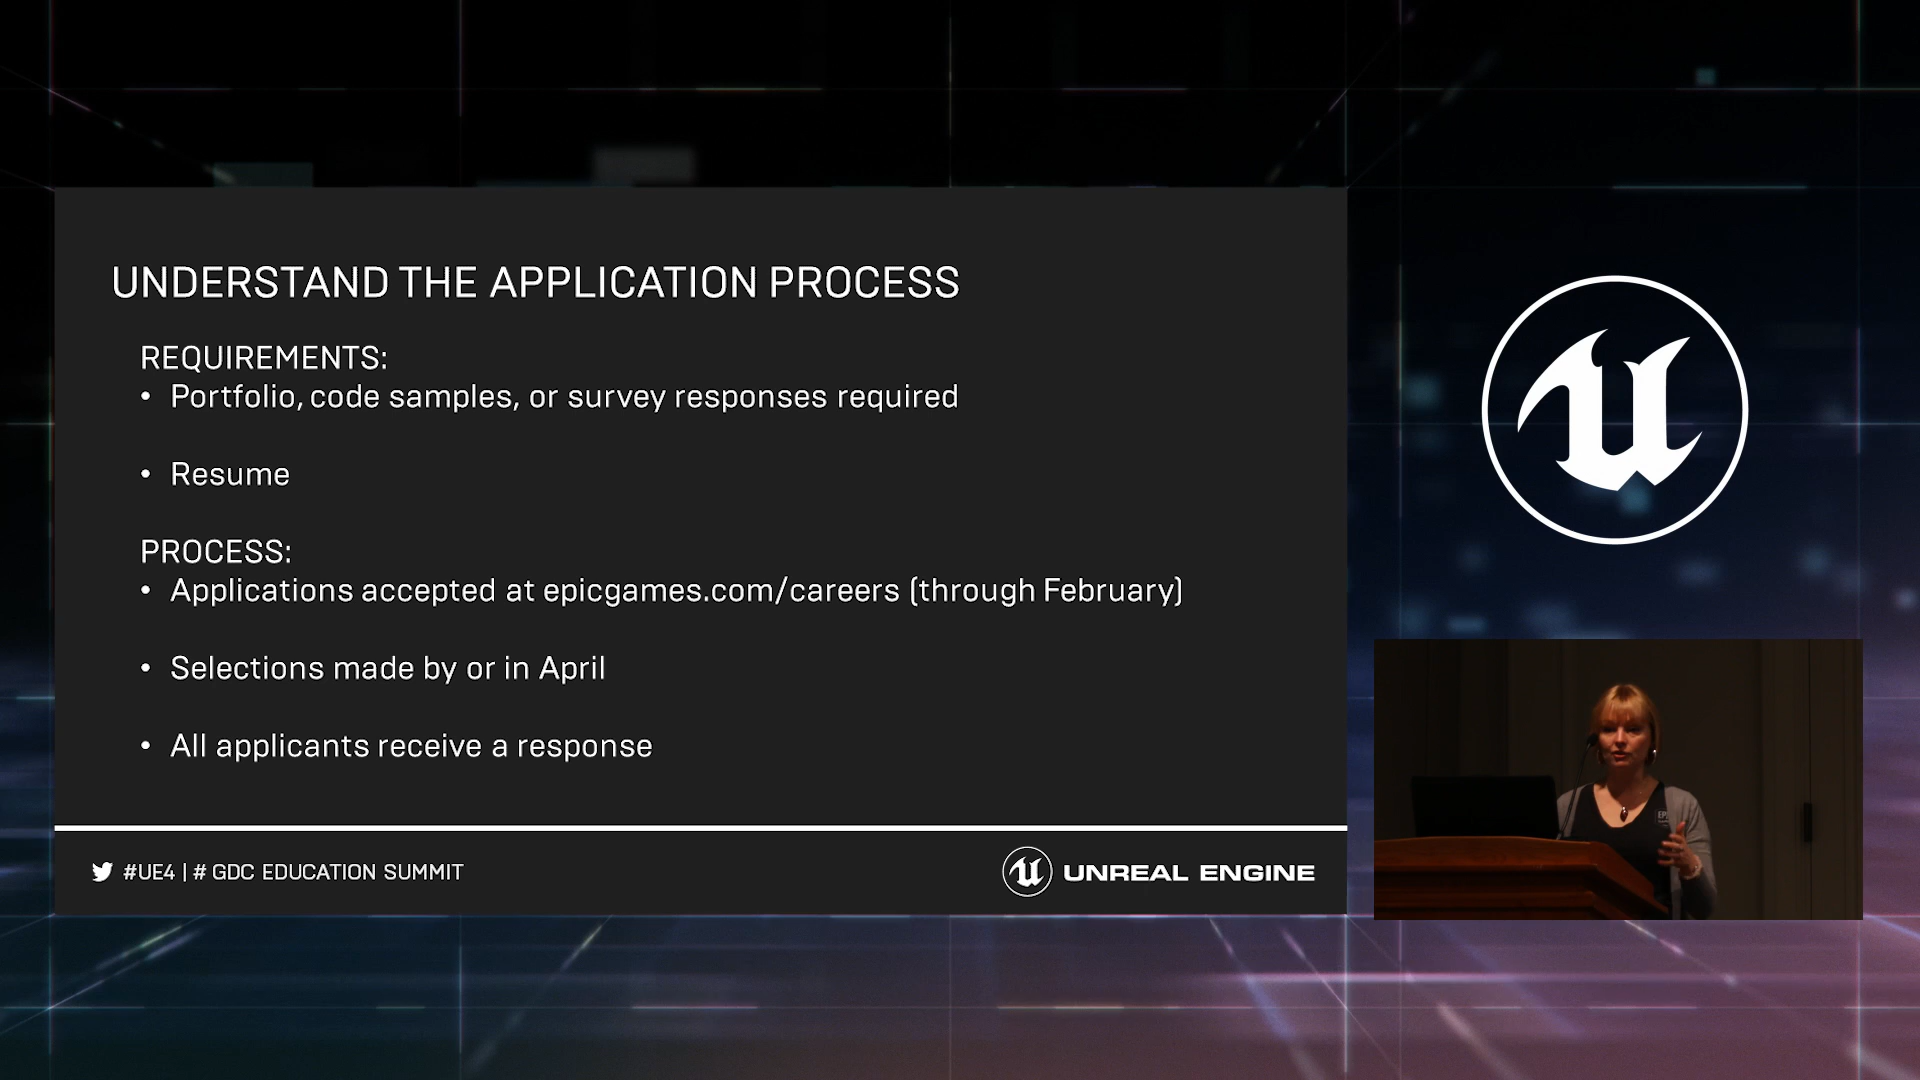 UNDERSTAND THE APPLICATION PROCESS
REQUIREMENTS:
• Portfolio, code samples, or survey responses required
• Resume
PROCESS:
• Applications accepted at epicgames.com/careers (through February)
• Selections made by or in April
• All applicants receive a response
#UE4 | # GDC EDUCATION SUMMIT
UNREAL ENGINE